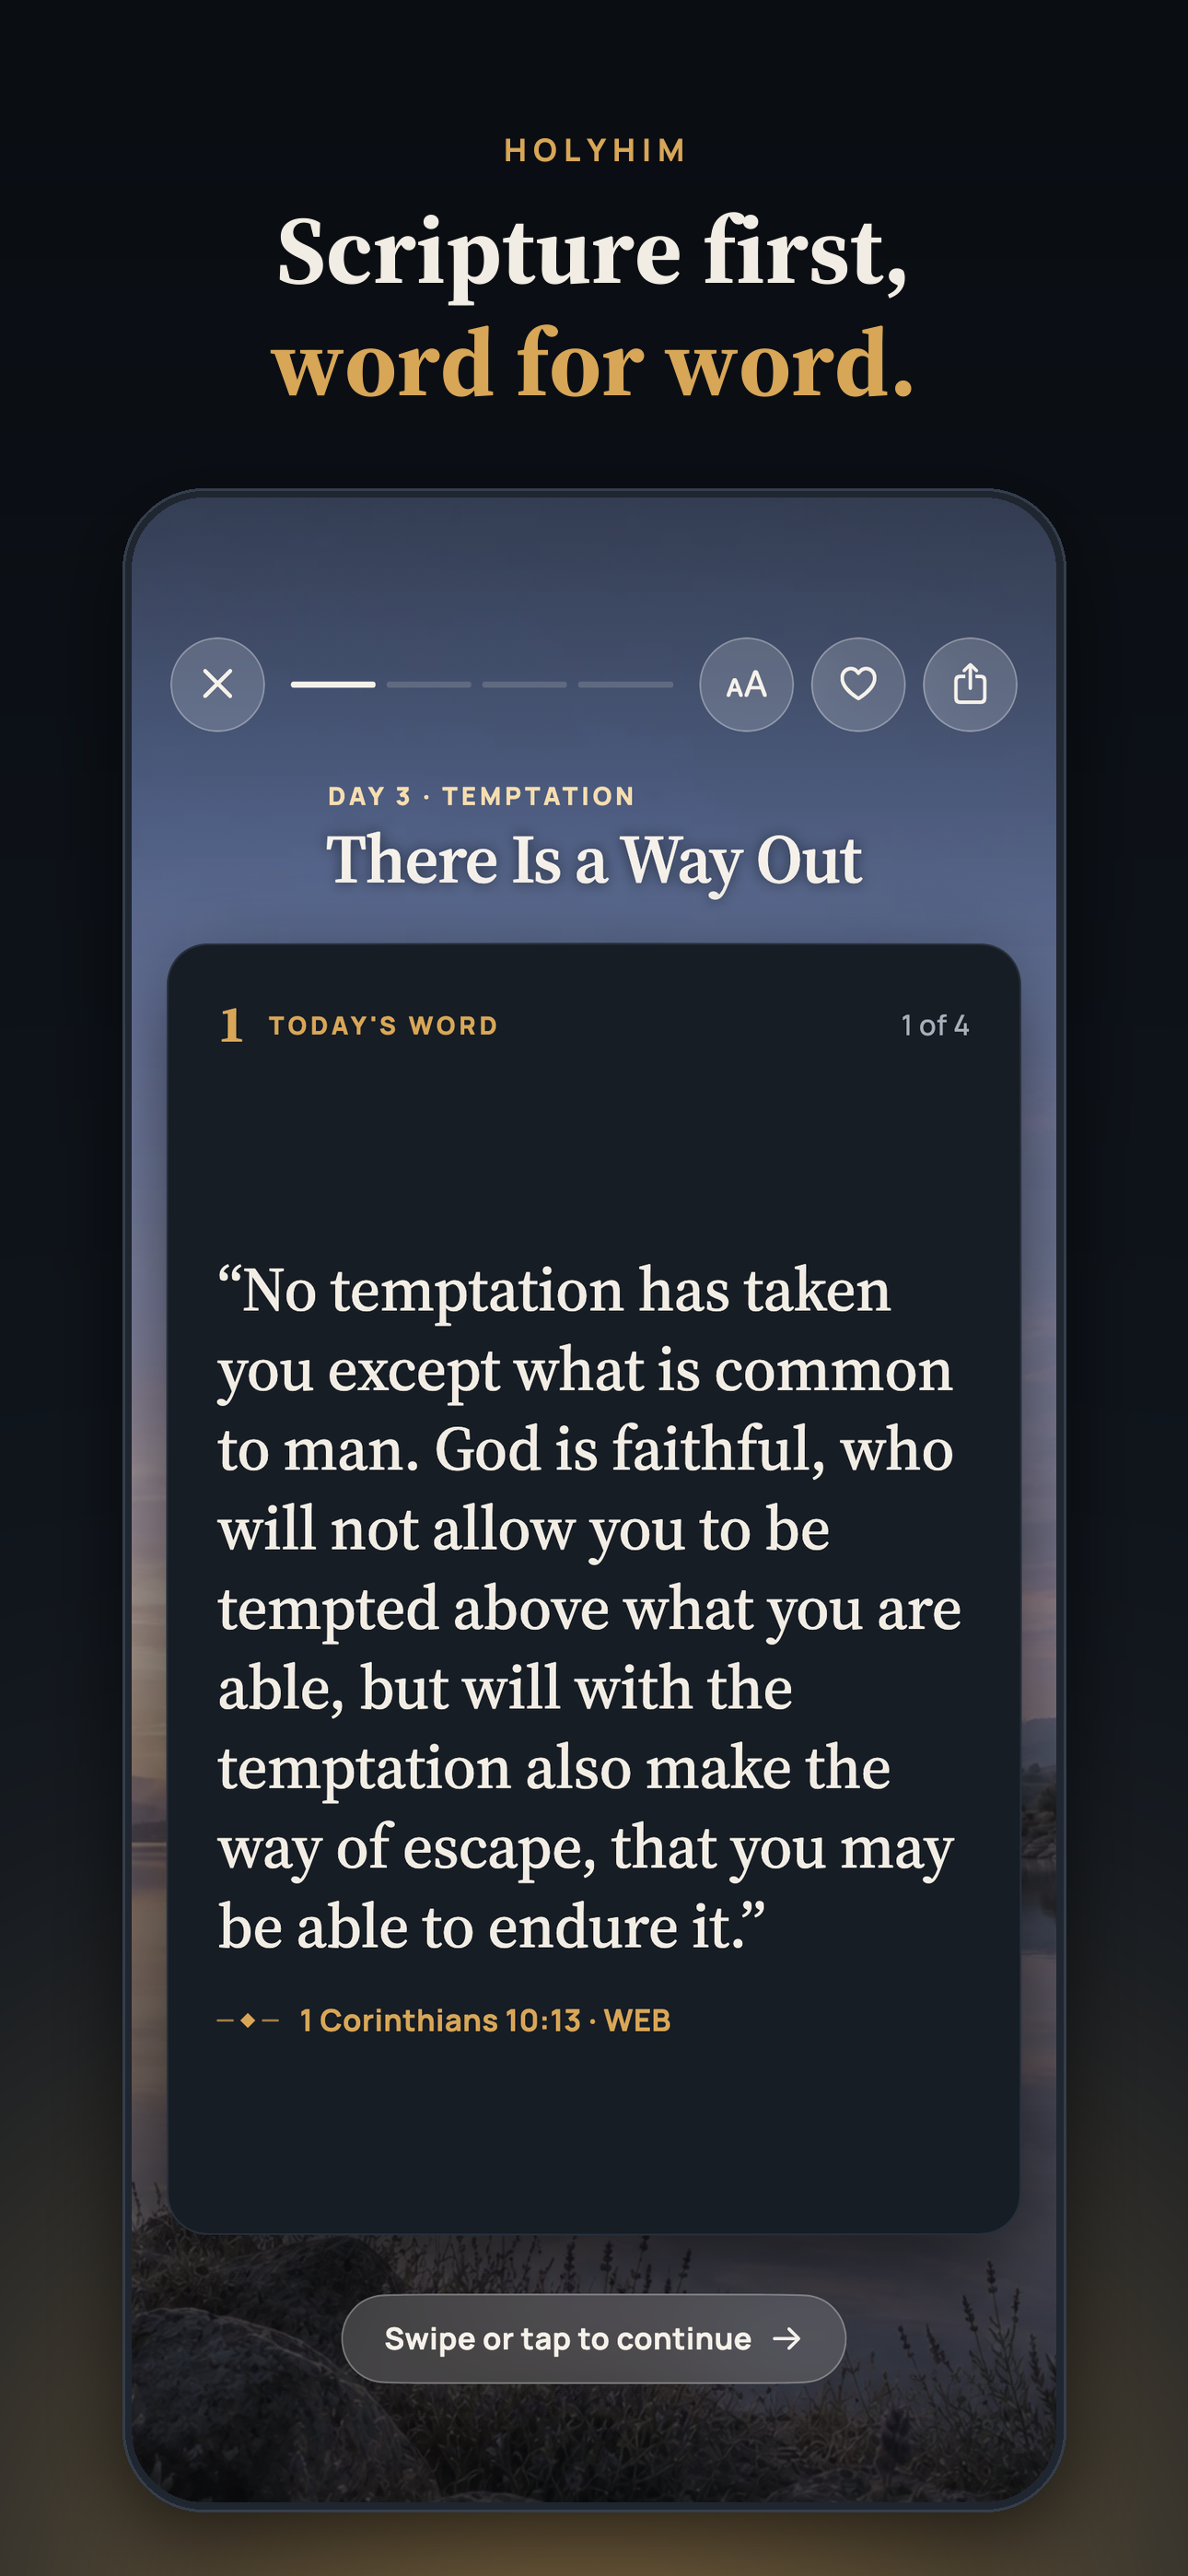 HOLYHIM
Scripture first,
word for word.
AA
DAY 3 · TEMPTATION
There Is a Way Out
1 TODAY'S WORD 1 of 4
“No temptation has taken
you except what is common
to man. God is faithful, who
will not allow you to be
tempted above what you are
able, but will with the
temptation also make the
way of escape, that you may
be able to endure it.”
1 Corinthians 10:13 · WEB
Swipe or tap to continue →